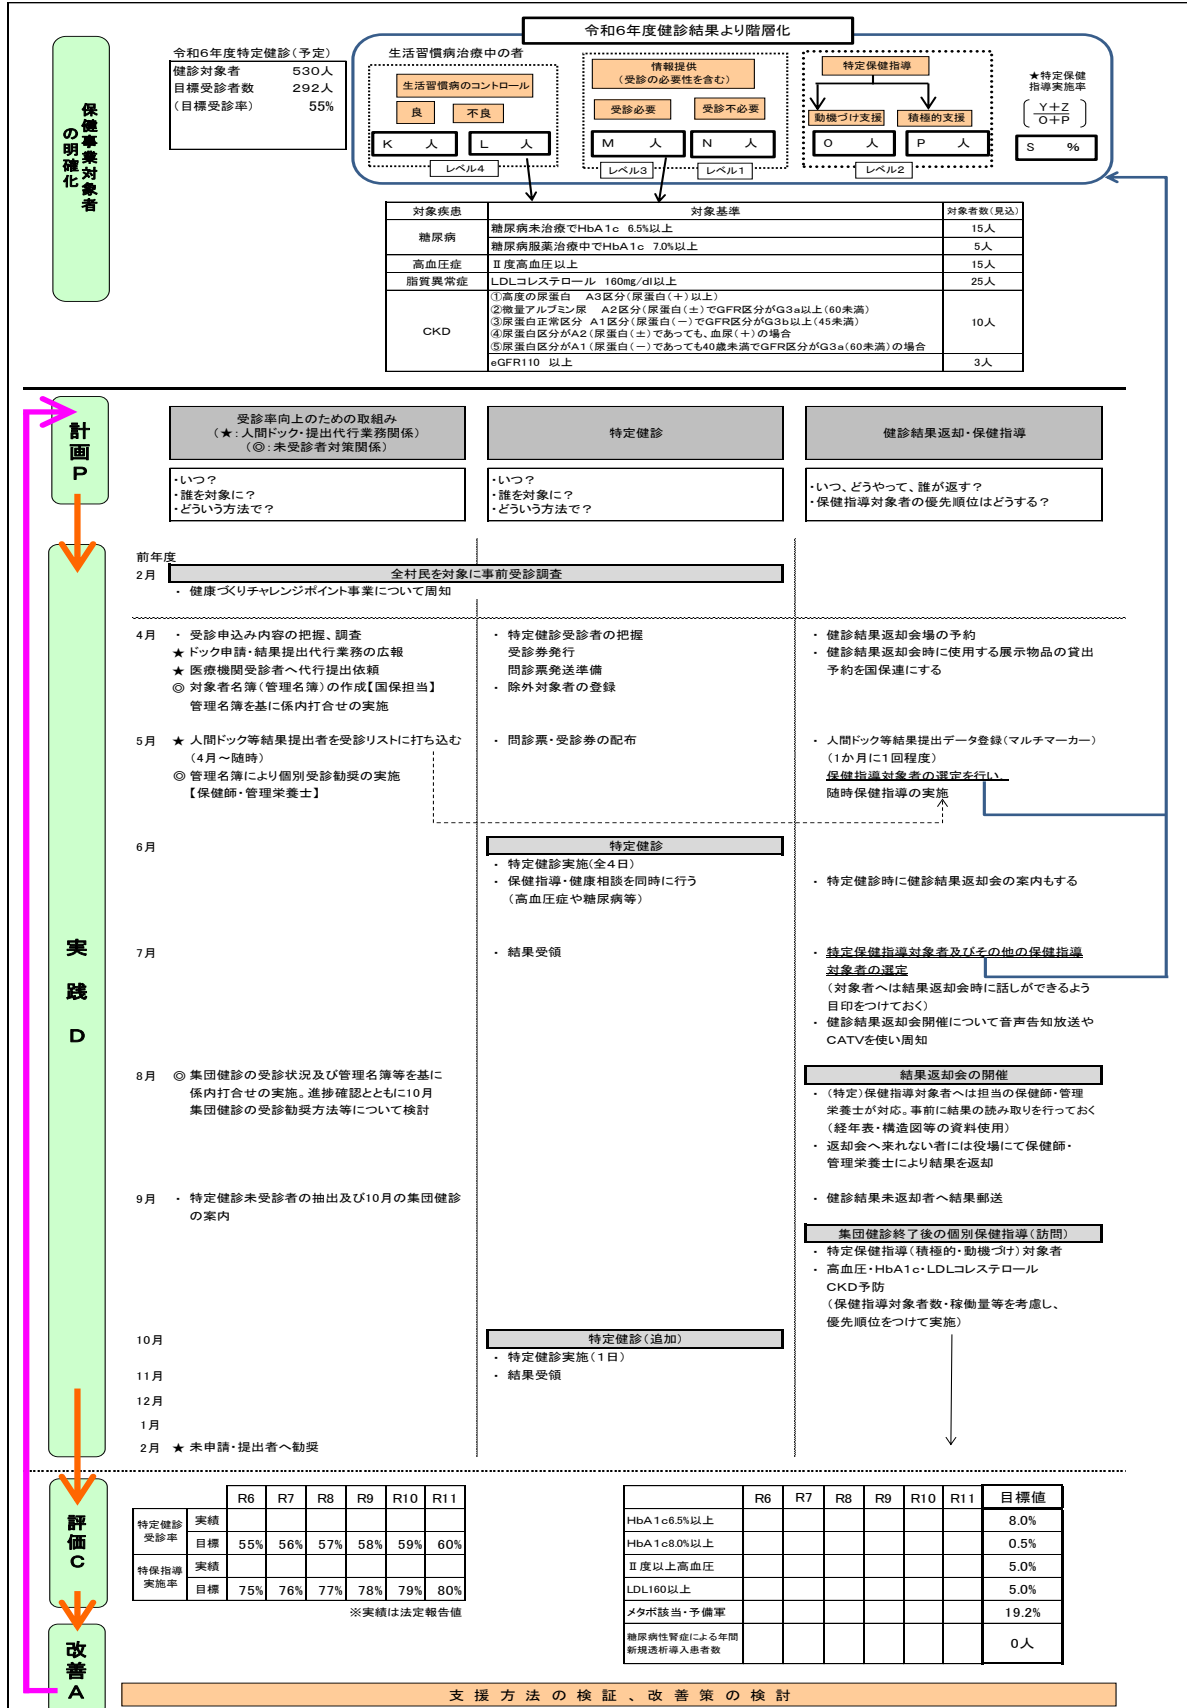 令和6年度健診結果より階層化
保健事業対象者
の明確化
令和6年度特定健診(予定)
健診対象者 530人
目標受診者数 292人
(目標受診率) 55%
生活習慣病治療中の者
生活習慣病のコントロール
良 不良
K 人 L 人
レベル4
情報提供
(受診の必要性を含む)
受診必要 受診不必要
M 人 N 人
レベル3 レベル1
特定保健指導
動機づけ支援 積極的支援
O 人 P 人
レベル2
★特定保健
指導実施率
Y+Z
O+P
S %
対象疾患 対象基準 対象者数(見込)
糖尿病 糖尿病未治療でHbA1c 6.5%以上 15人
糖尿病服薬治療中でHbA1c 7.0%以上 5人
高血圧症 Ⅱ度高血圧以上 15人
脂質異常症 LDLコレステロール 160mg/dl以上 25人
CKD
①高度の尿蛋白 A3区分(尿蛋白(+)以上)
②微量アルブミン尿 A2区分(尿蛋白(±)でGFR区分がG3a以上(60未満)
③尿蛋白正常区分 A1区分(尿蛋白(-)でGFR区分がG3b以上(45未満)
④尿蛋白区分がA2(尿蛋白(±)であっても、血尿(+)の場合
⑤尿蛋白区分がA1(尿蛋白(-)であっても40歳未満でGFR区分がG3a(60未満)の場合
10人
eGFR110 以上 3人
計画P
受診率向上のための取組み
(★:人間ドック・提出代行業務関係)
(◎:未受診者対策関係)
特定健診
健診結果返却・保健指導
・いつ?
・誰を対象に?
・どういう方法で?
・いつ?
・誰を対象に?
・どういう方法で?
・いつ、どうやって、誰が返す?
・保健指導対象者の優先順位はどうする?
実践 D
前年度
2月 全村民を対象に事前受診調査
・ 健康づくりチャレンジポイント事業について周知
4月 ・ 受診申込み内容の把握、調査
★ ドック申請・結果提出代行業務の広報
★ 医療機関受診者へ代行提出依頼
◎ 対象者名簿(管理名簿)の作成【国保担当】
管理名簿を基に係内打合せの実施
・ 特定健診受診者の把握
受診券発行
問診票発送準備
・ 除外対象者の登録
・ 健診結果返却会場の予約
・ 健診結果返却会時に使用する展示物品の貸出
予約を国保連にする
5月 ★ 人間ドック等結果提出者を受診リストに打ち込む
(4月~随時)
◎ 管理名簿により個別受診勧奨の実施
【保健師・管理栄養士】
・ 問診票・受診券の配布
・ 人間ドック等結果提出データ登録(マルチマーカー)
(1か月に1回程度)
保健指導対象者の選定を行い、
随時保健指導の実施
6月 特定健診
・ 特定健診実施(全4日)
・ 保健指導・健康相談を同時に行う
(高血圧症や糖尿病等)
・ 特定健診時に健診結果返却会の案内もする
7月 ・ 結果受領
・ 特定保健指導対象者及びその他の保健指導
対象者の選定
(対象者へは結果返却会時に話しができるよう
目印をつけておく)
・ 健診結果返却会開催について音声告知放送や
CATVを使い周知
8月 ◎ 集団健診の受診状況及び管理名簿等を基に
係内打合せの実施。進捗確認とともに10月
集団健診の受診勧奨方法等について検討
結果返却会の開催
・ (特定)保健指導対象者へは担当の保健師・管理
栄養士が対応。事前に結果の読み取りを行っておく
(経年表・構造図等の資料使用)
・ 返却会へ来れない者には役場にて保健師・
管理栄養士により結果を返却
9月 ・ 特定健診未受診者の抽出及び10月の集団健診
の案内
・ 健診結果未返却者へ結果郵送
集団健診終了後の個別保健指導(訪問)
・ 特定保健指導(積極的・動機づけ)対象者
・ 高血圧・HbA1c・LDLコレステロール
CKD予防
(保健指導対象者数・稼働量等を考慮し、
優先順位をつけて実施)
10月 特定健診(追加)
・ 特定健診実施(1日)
11月 ・ 結果受領
12月
1月
2月 ★ 未申請・提出者へ勧奨
評価C
R6 R7 R8 R9 R10 R11
特定健診
受診率
実績
目標 55% 56% 57% 58% 59% 60%
特保指導
実施率
実績
目標 75% 76% 77% 78% 79% 80%
※実績は法定報告値
R6 R7 R8 R9 R10 R11 目標値
HbA1c6.5%以上 8.0%
HbA1c8.0%以上 0.5%
Ⅱ度以上高血圧 5.0%
LDL160以上 5.0%
メタボ該当・予備軍 19.2%
糖尿病性腎症による年間
新規透析導入患者数
0人
改善A
支援方法の検証、改善策の検討